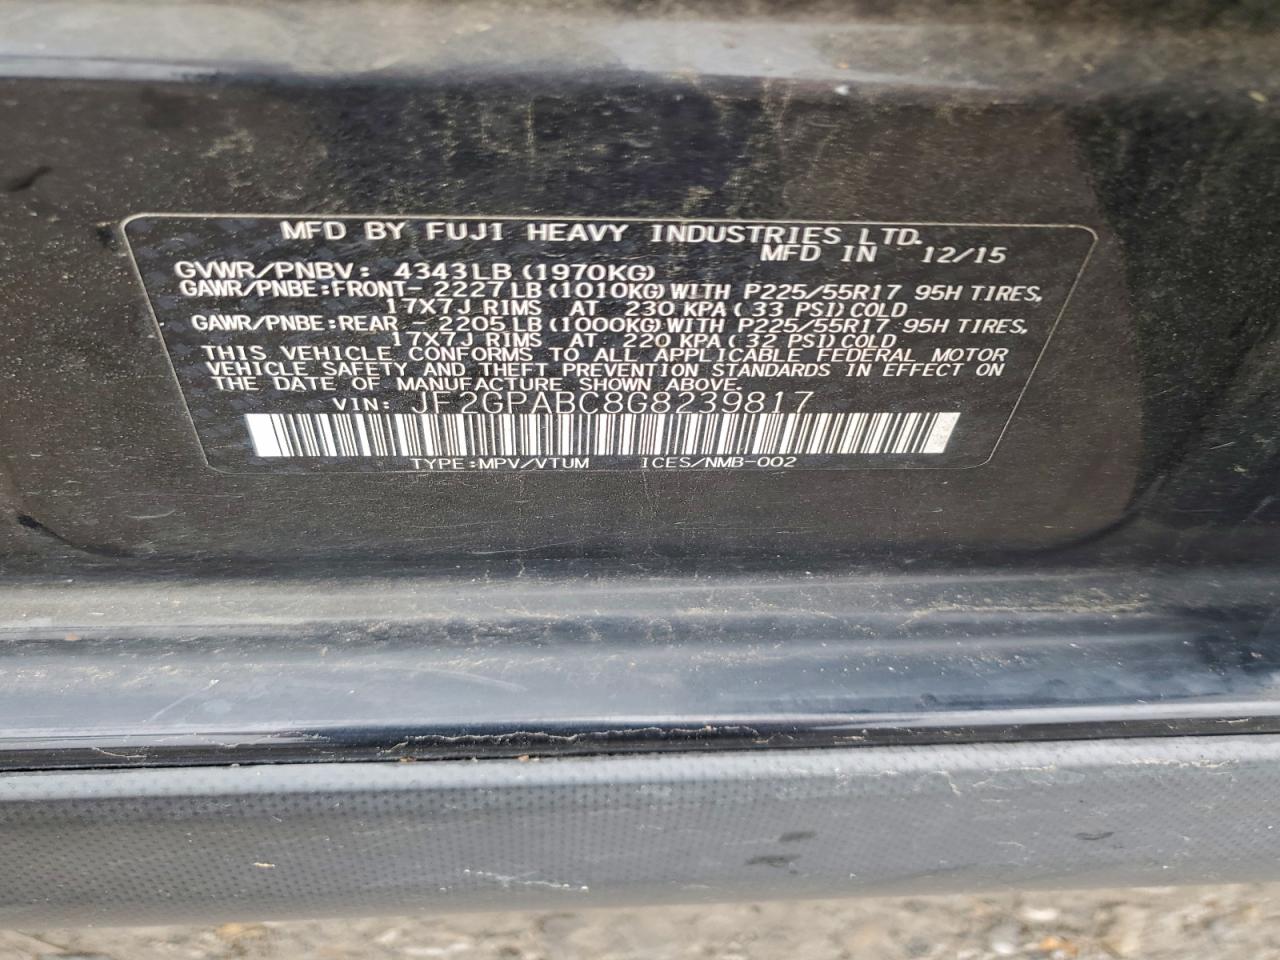 MFD BY FUJI HEAVY INDUSTRIES LTD.
MFD IN 12/15
GVWR/PNBV: 4343LB (1970KG)
GAWR/PNBE:FRONT- 2227LB(1010KG)WITH P225/55R17 95H TIRES,
17X7J RIMS AT 230 KPA(33 PSI)COLD
GAWR/PNBE:REAR - 2205LB(1000KG)WITH P225/55R17 95H TIRES,
17X7J RIMS AT 220 KPA(32 PSI)COLD
THIS VEHICLE CONFORMS TO ALL APPLICABLE FEDERAL MOTOR
VEHICLE SAFETY AND THEFT PREVENTION STANDARDS IN EFFECT ON
THE DATE OF MANUFACTURE SHOWN ABOVE.
VIN: JF2GPABC8G8239817
TYPE:MPV/VTUM ICES/NMB-002